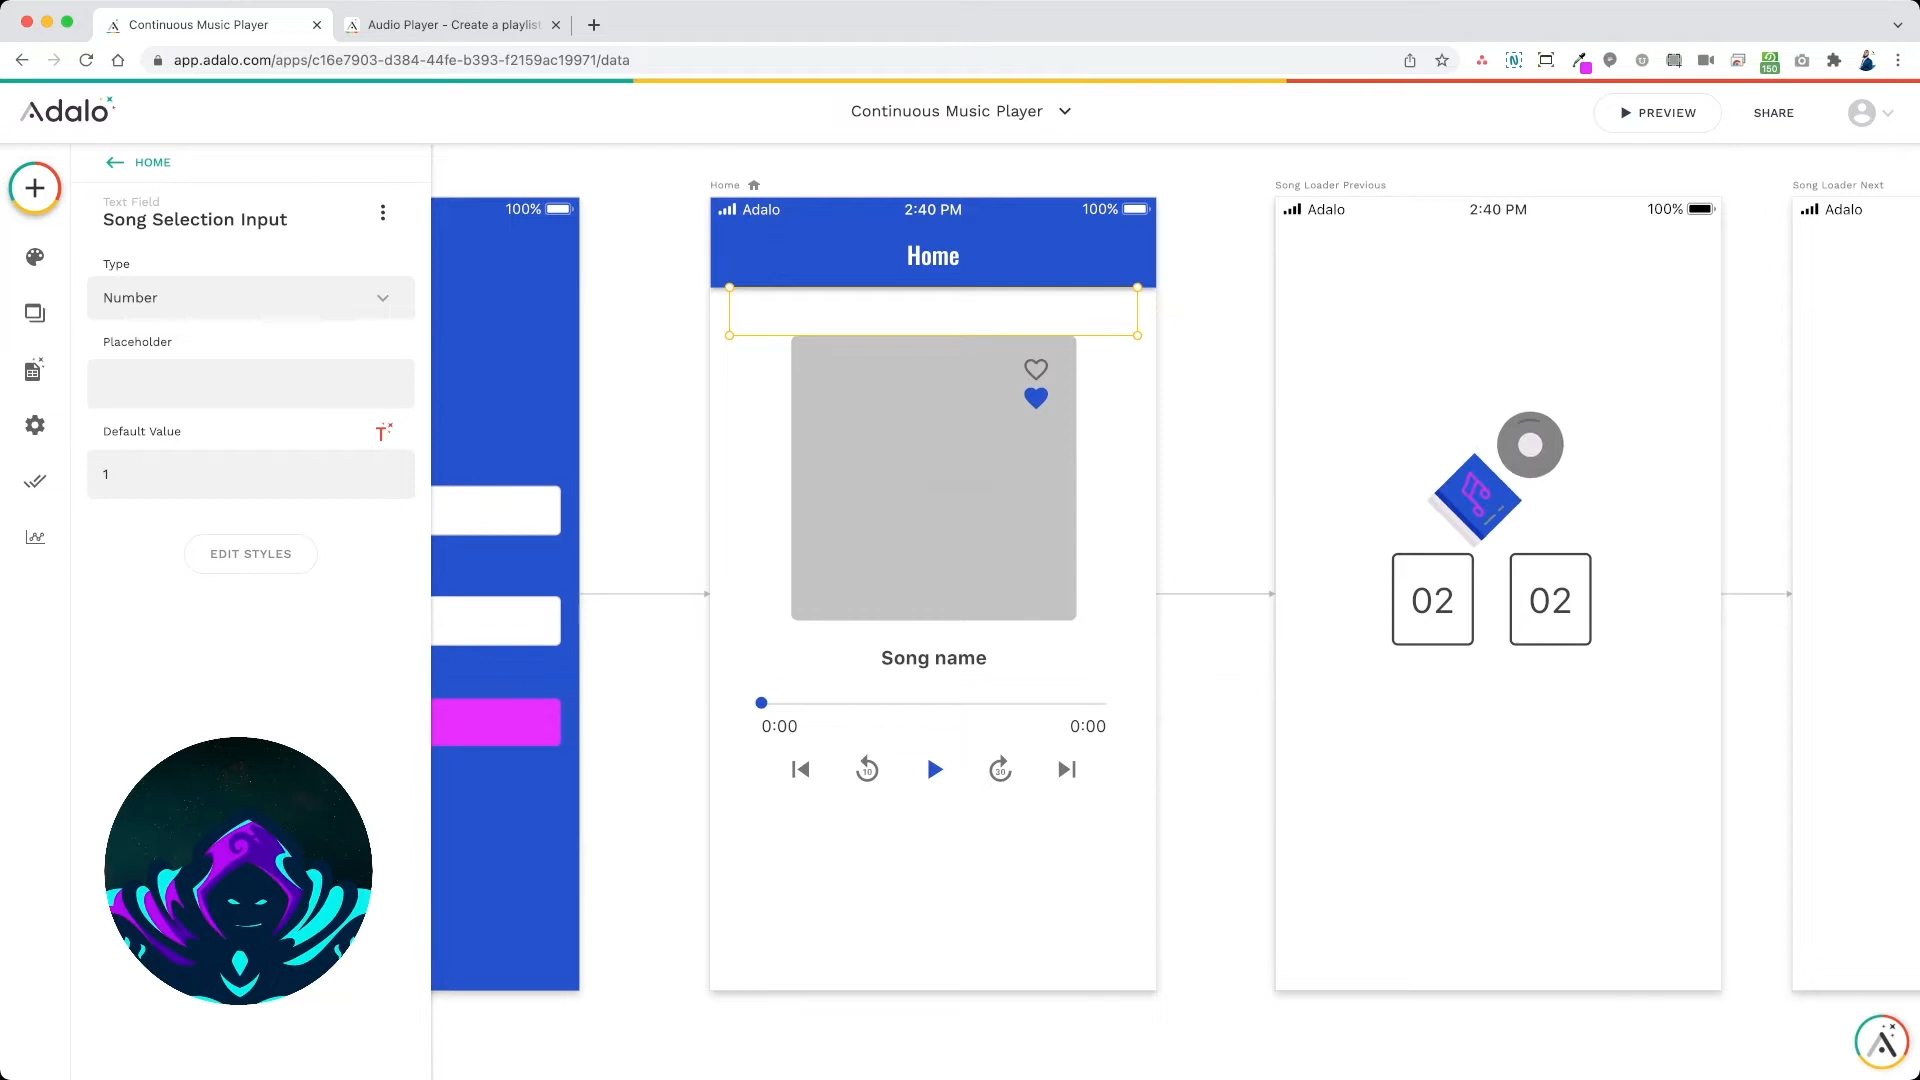 Continuous Music Player
Audio Player - Create a playlist
app.adalo.com/apps/c16e7903-d384-44fe-b393-f2159ac19971/data
150
Adalo
Continuous Music Player
PREVIEW
SHARE
HOME
Text Field
Song Selection Input
Type
Number
Placeholder
Default Value
1
EDIT STYLES
100%
Home
Adalo
2:40 PM
100%
Home
Song name
0:00
0:00
10
30
Song Loader Previous
Adalo
2:40 PM
100%
02
02
Song Loader Next
Adalo